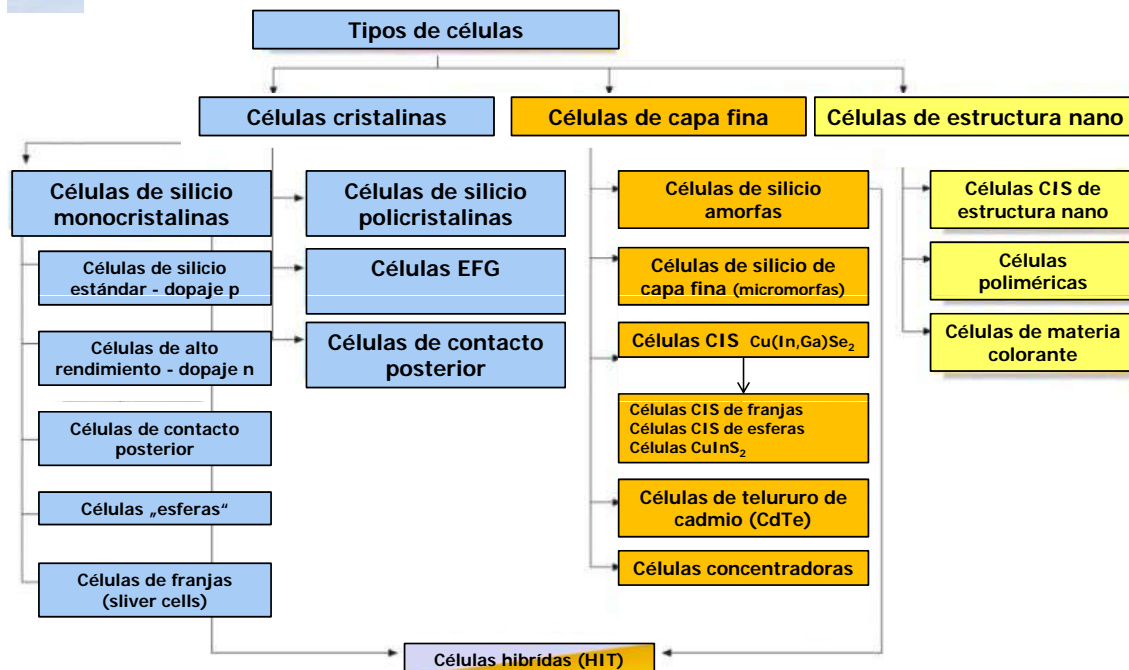 Tipos de células
Células cristalinas
Células de capa fina
Células de estructura nano
Células de silicio
monocristalinas
Células de silicio
estándar - dopaje p
Células de alto
rendimiento - dopaje n
Células de contacto
posterior
Células „esferas“
Células de franjas
(sliver cells)
Células de silicio
policristalinas
Células EFG
Células de contacto
posterior
Células de silicio
amorfas
Células de silicio de
capa fina (micromorfas)
Células CIS Cu(In,Ga)Se₂
Células CIS de franjas
Células CIS de esferas
Células CuInS₂
Células de telururo de
cadmio (CdTe)
Células concentradoras
Células CIS de
estructura nano
Células
poliméricas
Células de materia
colorante
Células hibrídas (HIT)